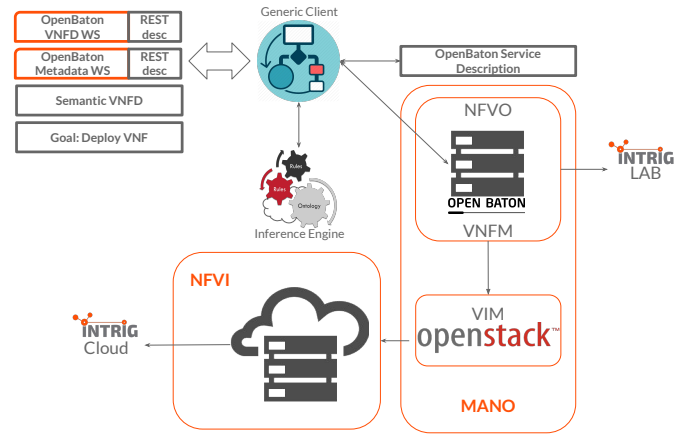 Generic Client
OpenBaton
VNFD WS
REST
desc
OpenBaton
Metadata WS
REST
desc
Semantic VNFD
Goal: Deploy VNF
OpenBaton Service
Description
NFVO
OPEN BATON
VNFM
INTRIG
LAB
Rules
Rules
Ontology
Inference Engine
NFVI
VIM
openstack™
MANO
INTRIG
Cloud